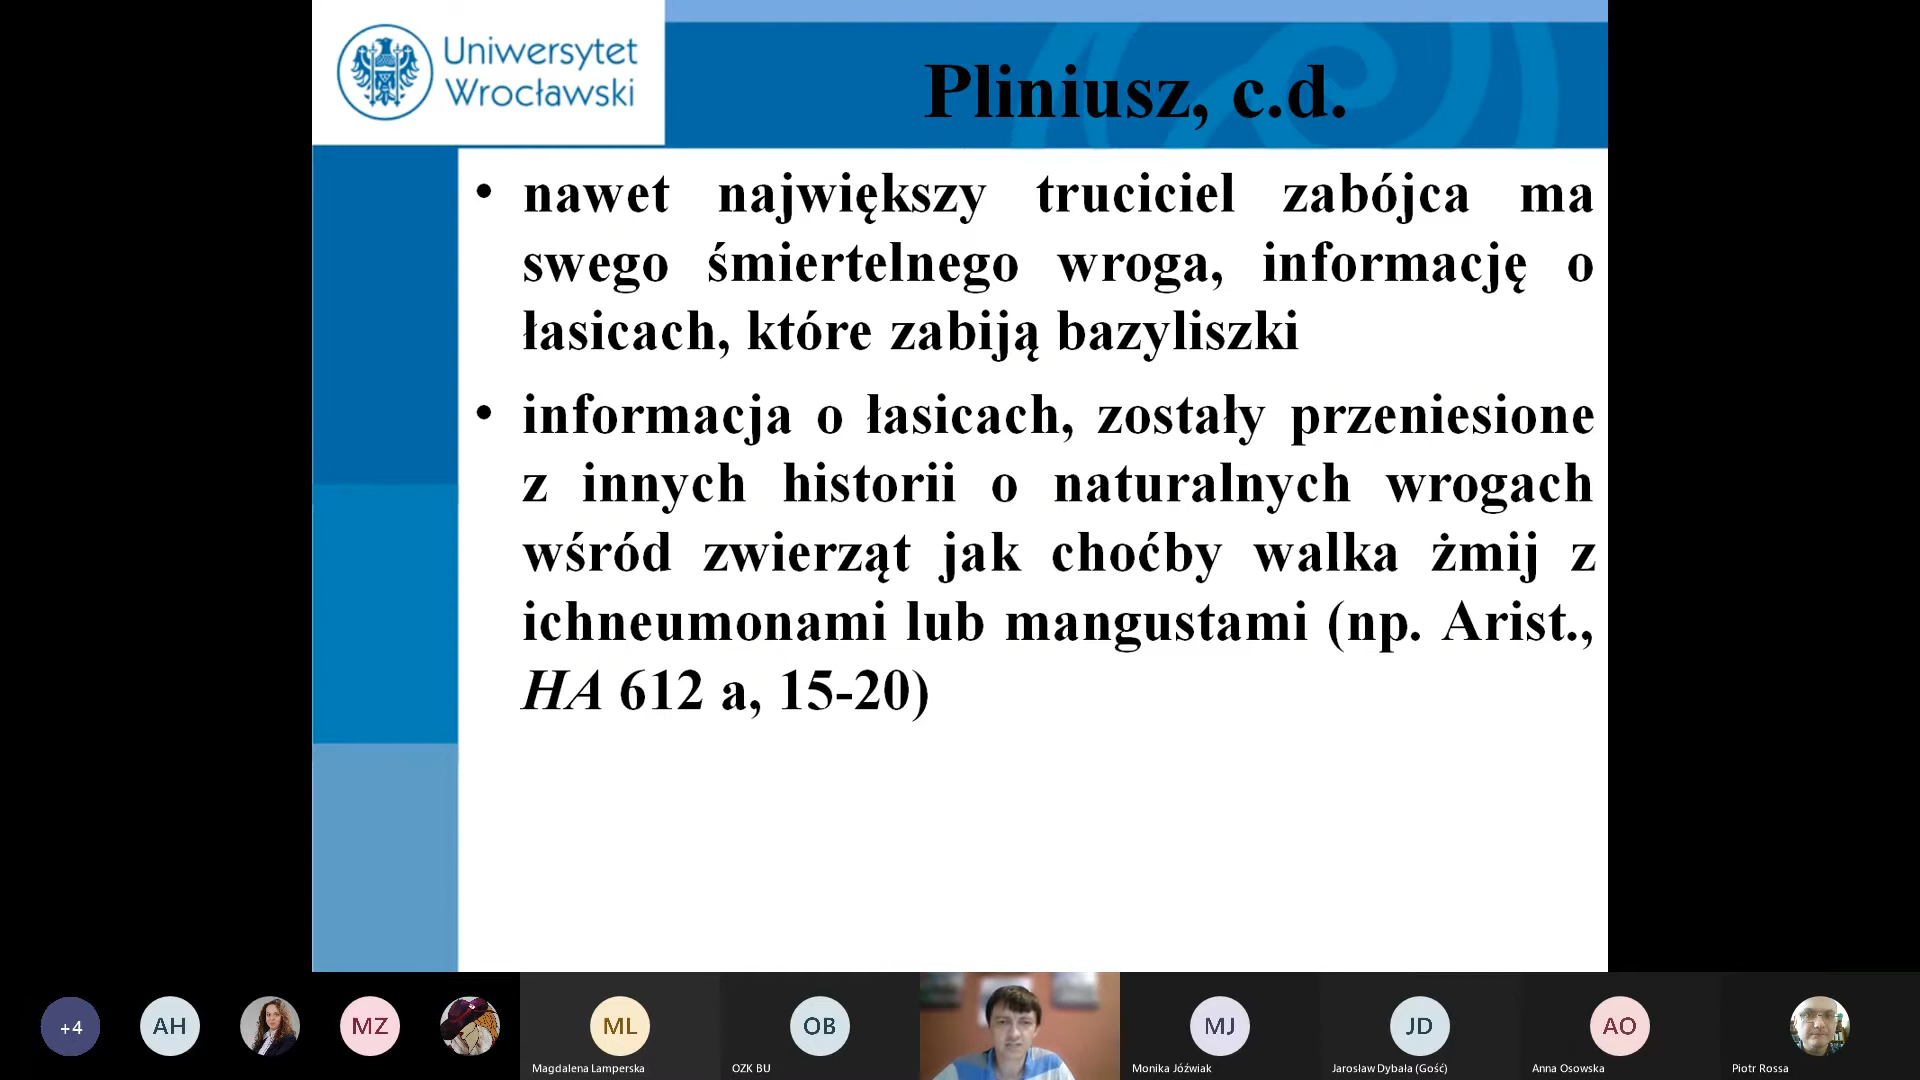 Uniwersytet
Wrocławski
Pliniusz, c.d.
• nawet największy truciciel zabójca ma
swego śmiertelnego wroga, informację o
łasicach, które zabiją bazyliszki
• informacja o łasicach, zostały przeniesione
z innych historii o naturalnych wrogach
wśród zwierząt jak choćby walka żmij z
ichneumonami lub mangustami (np. Arist.,
HA 612 a, 15-20)
+4
AH
MZ
ML
OB
MJ
JD
AO
Magdalena Lamperska
OZK BU
Monika Jóźwiak
Jarosław Dybała (Gość)
Anna Osowska
Piotr Rossa